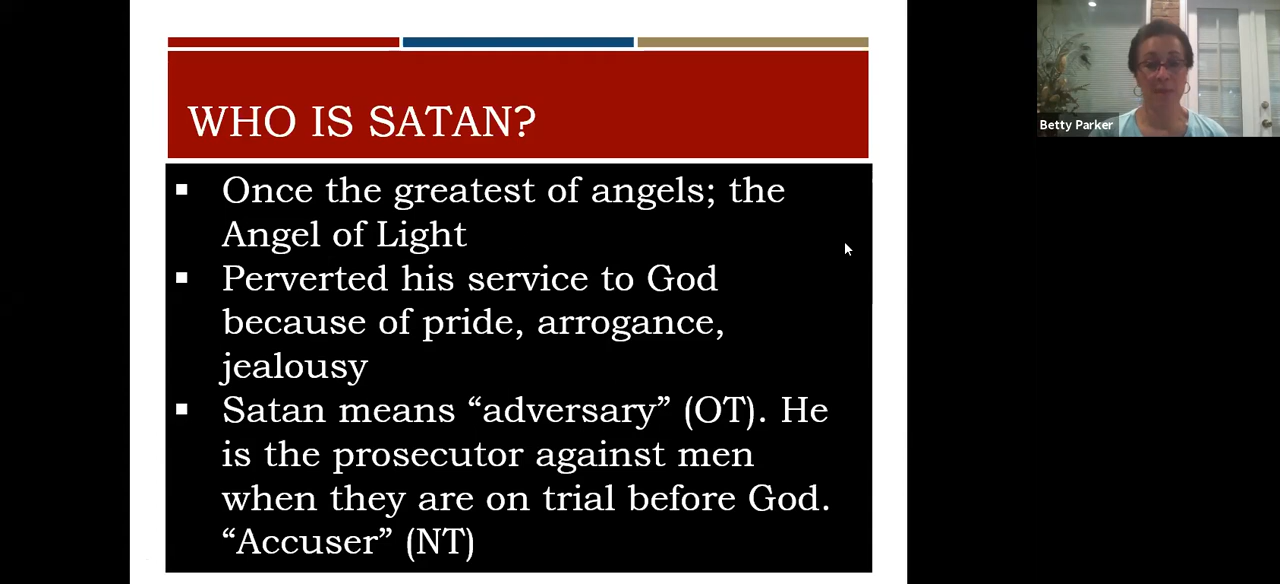 WHO IS SATAN?
Once the greatest of angels; the
Angel of Light
Perverted his service to God
because of pride, arrogance,
jealousy
Satan means “adversary” (OT). He
is the prosecutor against men
when they are on trial before God.
“Accuser” (NT)
Betty Parker